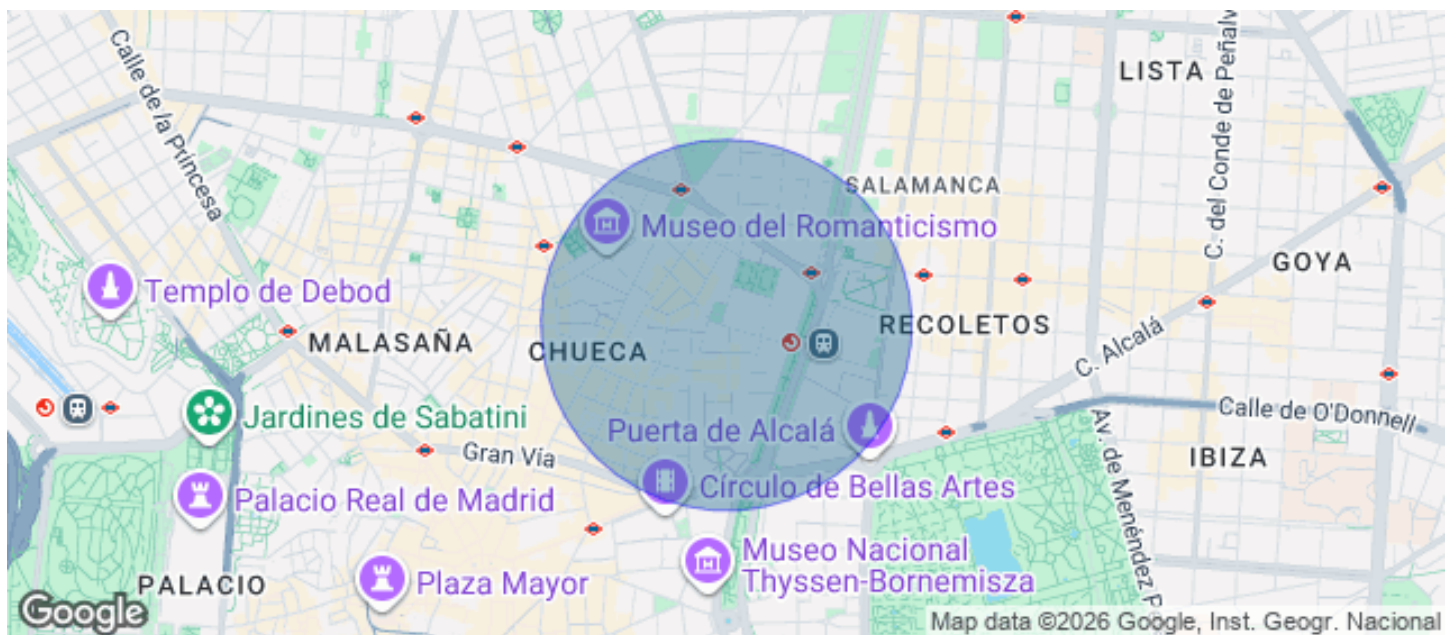 Calle de la Princesa
LISTA
C. del Conde de Peñalv
SALAMANCA
Museo del Romanticismo
GOYA
Templo de Debod
MALASAÑA
CHUECA
RECOLETOS
C. Alcalá
Jardines de Sabatini
Puerta de Alcalá
Calle de O'Donnell
Gran Vía
Av. de Menéndez P
IBIZA
Palacio Real de Madrid
Círculo de Bellas Artes
Museo Nacional
Thyssen-Bornemisza
PALACIO
Plaza Mayor
Google
Map data ©2026 Google, Inst. Geogr. Nacional